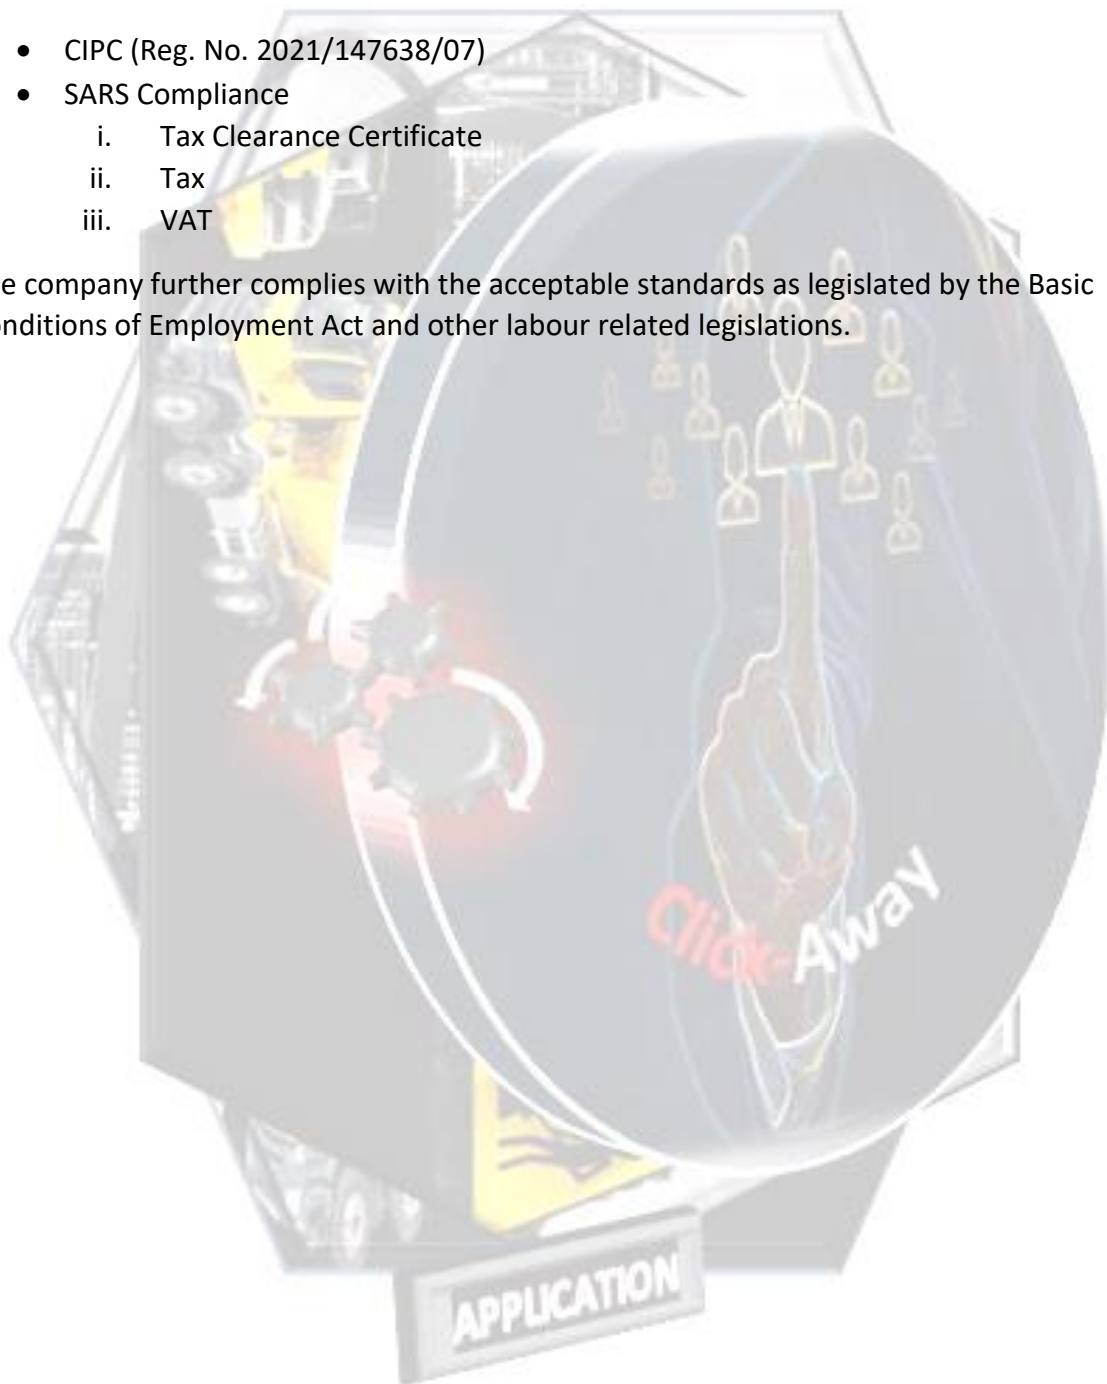 • CIPC (Reg. No. 2021/147638/07)
• SARS Compliance
i. Tax Clearance Certificate
ii. Tax
iii. VAT
e company further complies with the acceptable standards as legislated by the Basic
onditions of Employment Act and other labour related legislations.
Click-Away
APPLICATION